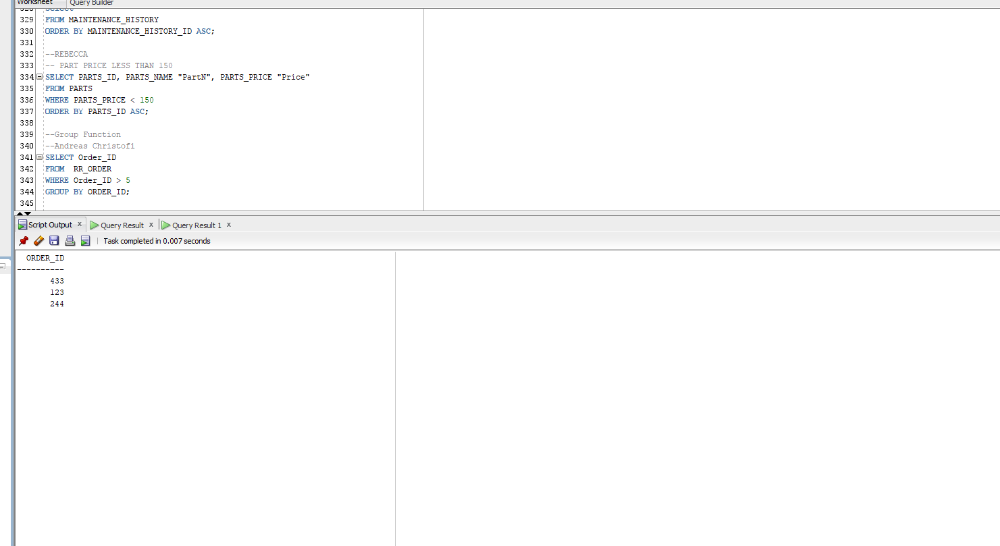 Worksheet Query Builder
328 Select
329 FROM MAINTENANCE_HISTORY
330 ORDER BY MAINTENANCE_HISTORY_ID ASC;
331
332 --REBECCA
333 -- PART PRICE LESS THAN 150
334 SELECT PARTS_ID, PARTS_NAME "PartN", PARTS_PRICE "Price"
335 FROM PARTS
336 WHERE PARTS_PRICE < 150
337 ORDER BY PARTS_ID ASC;
338
339 --Group Function
340 --Andreas Christofi
341 SELECT Order_ID
342 FROM  RR_ORDER
343 WHERE Order_ID > 5
344 GROUP BY ORDER_ID;
345
Script Output x Query Result x Query Result 1 x
Task completed in 0.007 seconds
ORDER_ID
----------
433
123
244